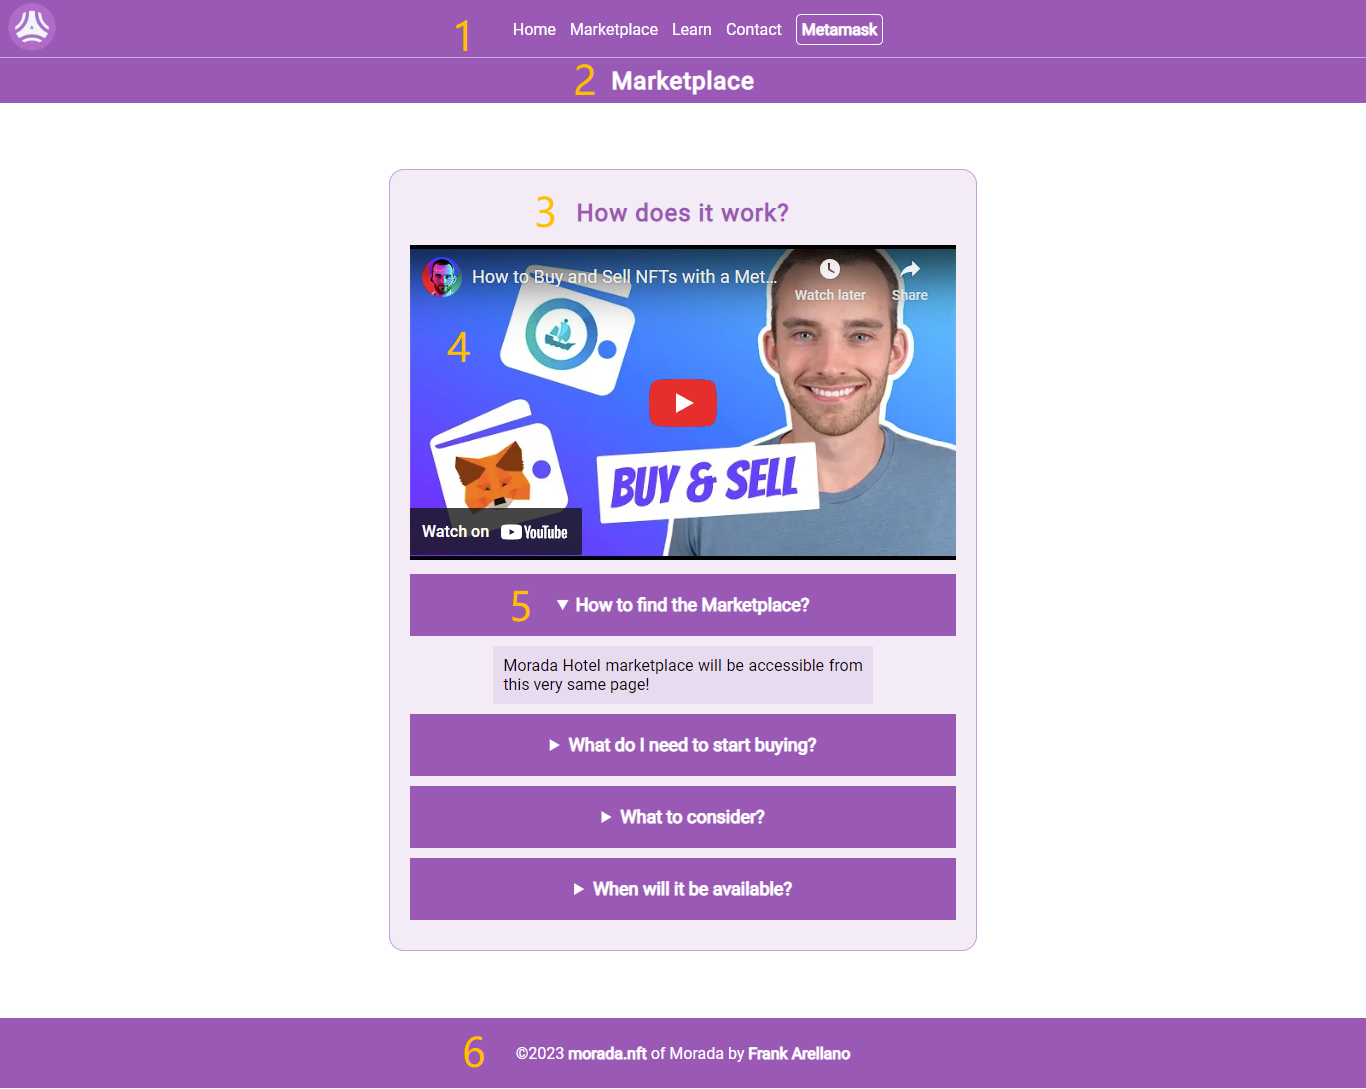 1 Home Marketplace Learn Contact Metamask
2 Marketplace
3 How does it work?
How to Buy and Sell NFTs with a Met...
Watch later Share
4
BUY & SELL
Watch on YouTube
5 ▼ How to find the Marketplace?
Morada Hotel marketplace will be accessible from
this very same page!
▶ What do I need to start buying?
▶ What to consider?
▶ When will it be available?
6 ©2023 morada.nft of Morada by Frank Arellano